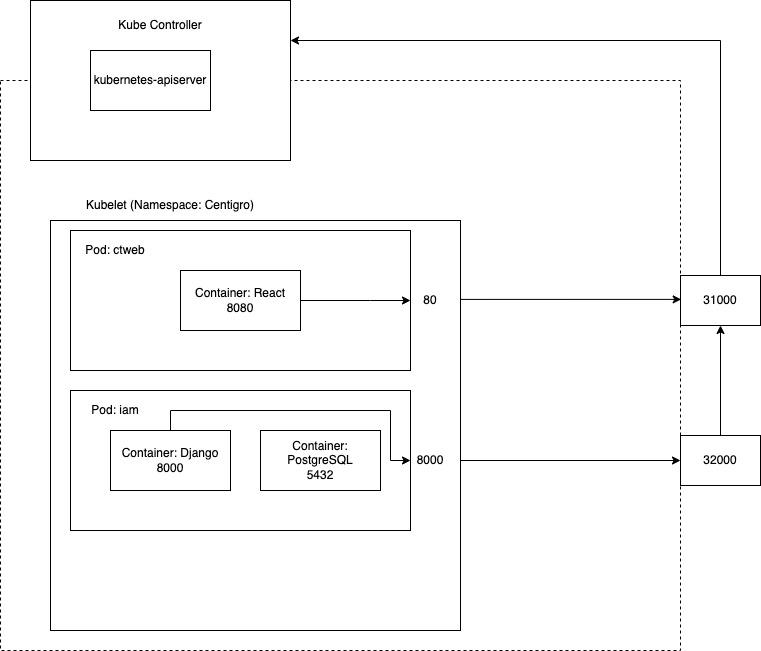 Kube Controller
kubernetes-apiserver
Kubelet (Namespace: Centigro)
Pod: ctweb
Container: React
8080
80
31000
Pod: iam
Container: Django
8000
Container:
PostgreSQL
5432
8000
32000